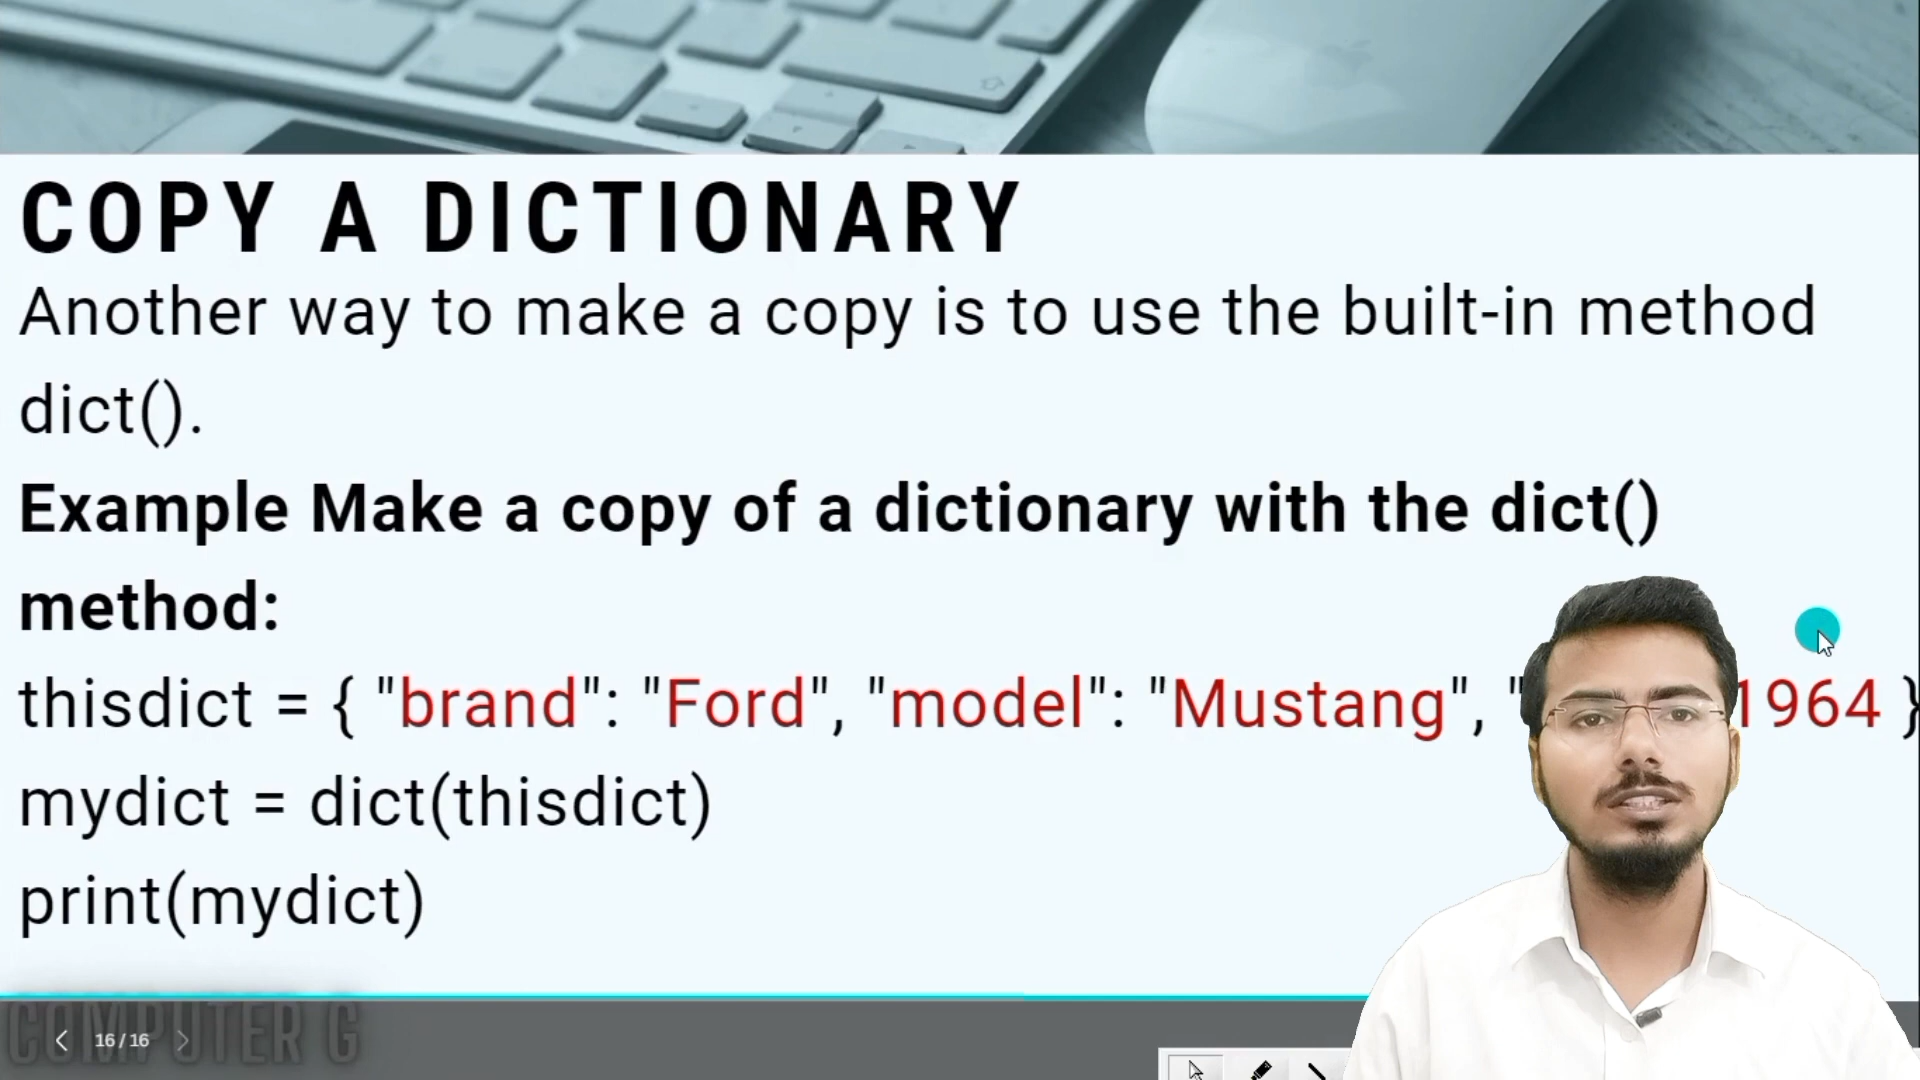 COPY A DICTIONARY
Another way to make a copy is to use the built-in method
dict().
Example Make a copy of a dictionary with the dict()
method:
thisdict = { "brand": "Ford", "model": "Mustang", " 1964 }
mydict = dict(thisdict)
print(mydict)
COMPUTER G
16/16